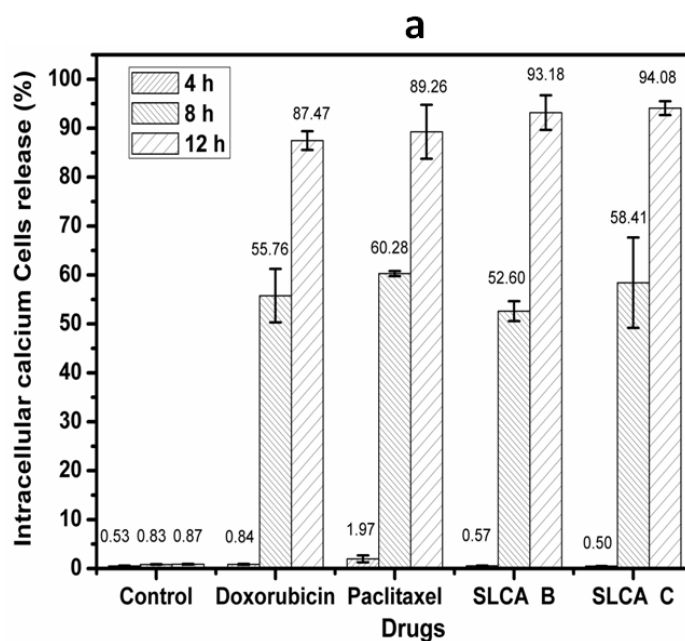 a
Intracellular calcium Cells release (%)
100
90
80
70
60
50
40
30
20
10
0
4 h
8 h
12 h
0.53 0.83 0.87
0.84
55.76
87.47
1.97
60.28
89.26
0.57
52.60
93.18
0.50
58.41
94.08
Control Doxorubicin Paclitaxel SLCA B SLCA C
Drugs